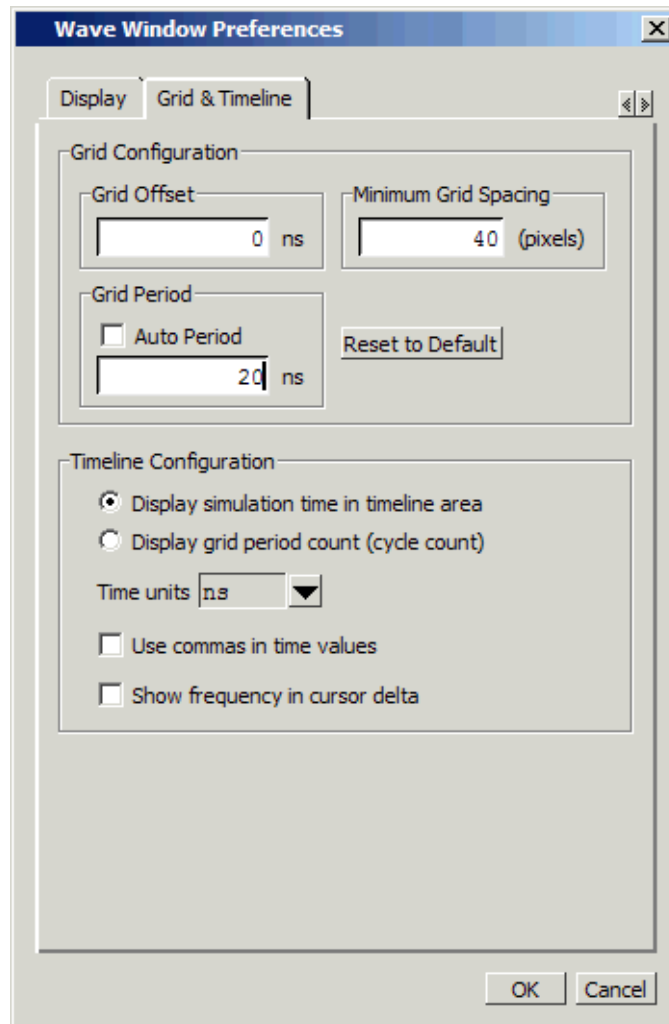 Wave Window Preferences
Display Grid & Timeline
Grid Configuration
Grid Offset
0 ns
Minimum Grid Spacing
40 (pixels)
Grid Period
Auto Period
20 ns
Reset to Default
Timeline Configuration
Display simulation time in timeline area
Display grid period count (cycle count)
Time units ns
Use commas in time values
Show frequency in cursor delta
OK Cancel